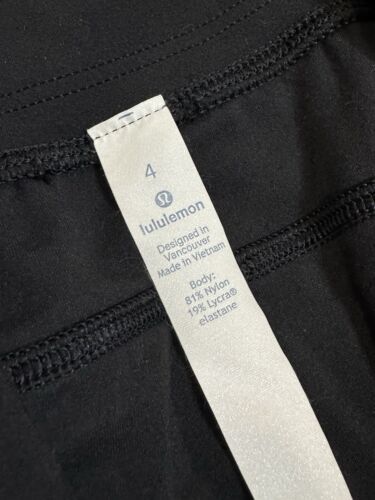 4
lululemon
Designed in
Vancouver
Made in Vietnam
Body:
81% Nylon
19% Lycra®
elastane